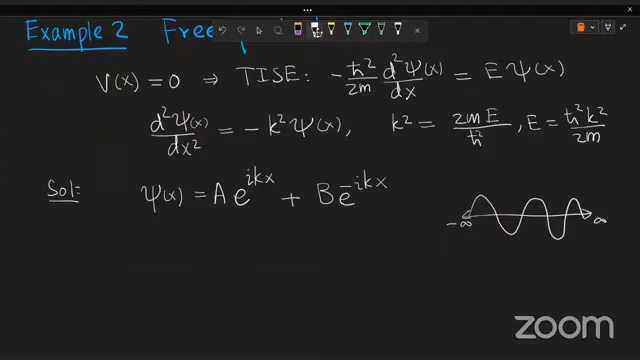 Example 2 Free
V(x) = 0 ⇒ TISE: -ħ²/2m d²Ψ(x)/dx = EΨ(x)
d²Ψ(x)/dx² = -k²Ψ(x), k² = 2mE/ħ², E = ħ²k²/2m
Sol: Ψ(x) = A e^{ikx} + B e^{-ikx}
-∞ ∞
zoom